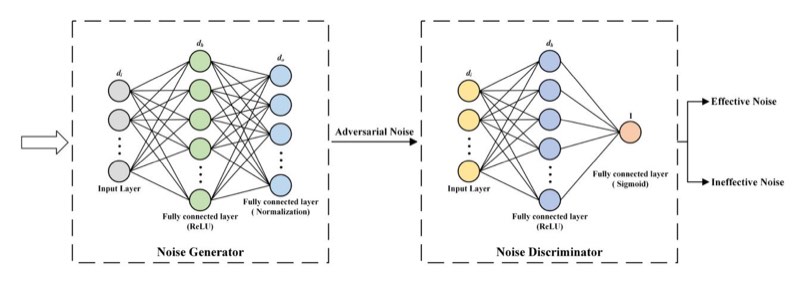 d_i
d_h
d_o
Input Layer
Fully connected layer
(ReLU)
Fully connected layer
( Normalization)
Noise Generator
Adversarial Noise
d_i
d_h
1
Input Layer
Fully connected layer
(ReLU)
Fully connected layer
( Sigmoid)
Noise Discriminator
Effective Noise
Ineffective Noise